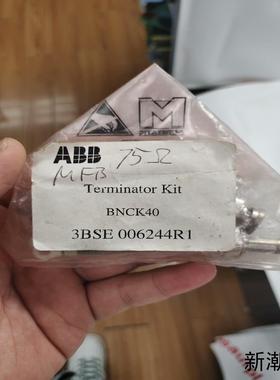 M
ABB 75Ω
MFB
Terminator Kit
BNCK40
3BSE 006244R1
新潮